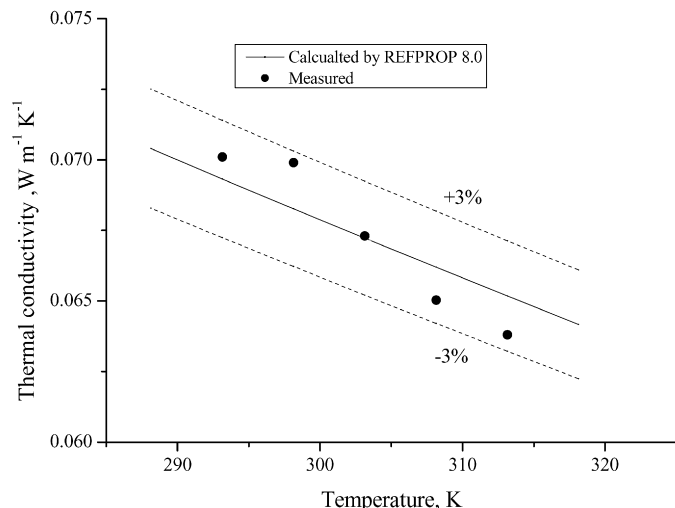 0.075
Calcualted by REFPROP 8.0
Measured
0.070
+3%
Thermal conductivity ,W m⁻¹ K⁻¹
0.065
-3%
0.060
290
300
310
320
Temperature, K